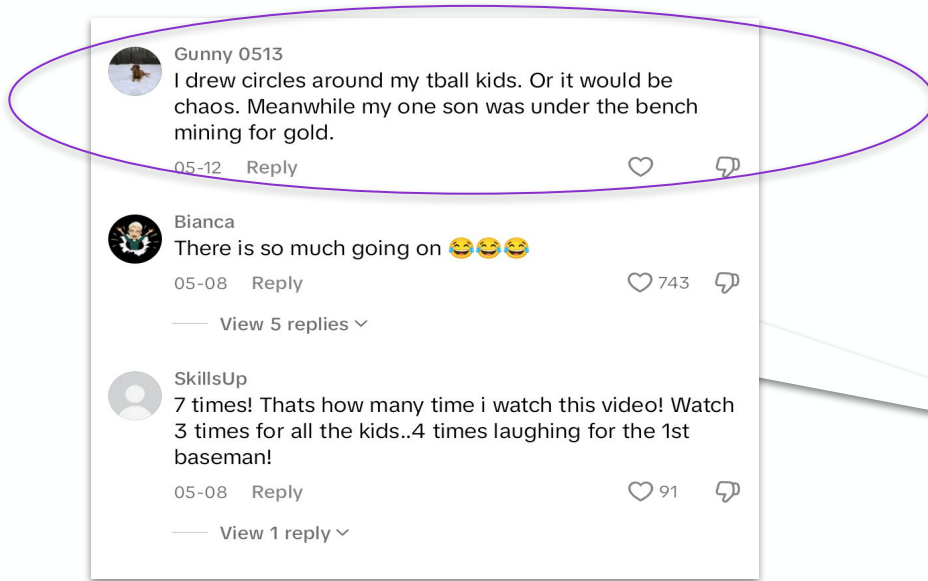 Gunny 0513
I drew circles around my tball kids. Or it would be
chaos. Meanwhile my one son was under the bench
mining for gold.
05-12 Reply
Bianca
There is so much going on 😂😂😂
05-08 Reply 743
View 5 replies
SkillsUp
7 times! Thats how many time i watch this video! Watch
3 times for all the kids..4 times laughing for the 1st
baseman!
05-08 Reply 91
View 1 reply